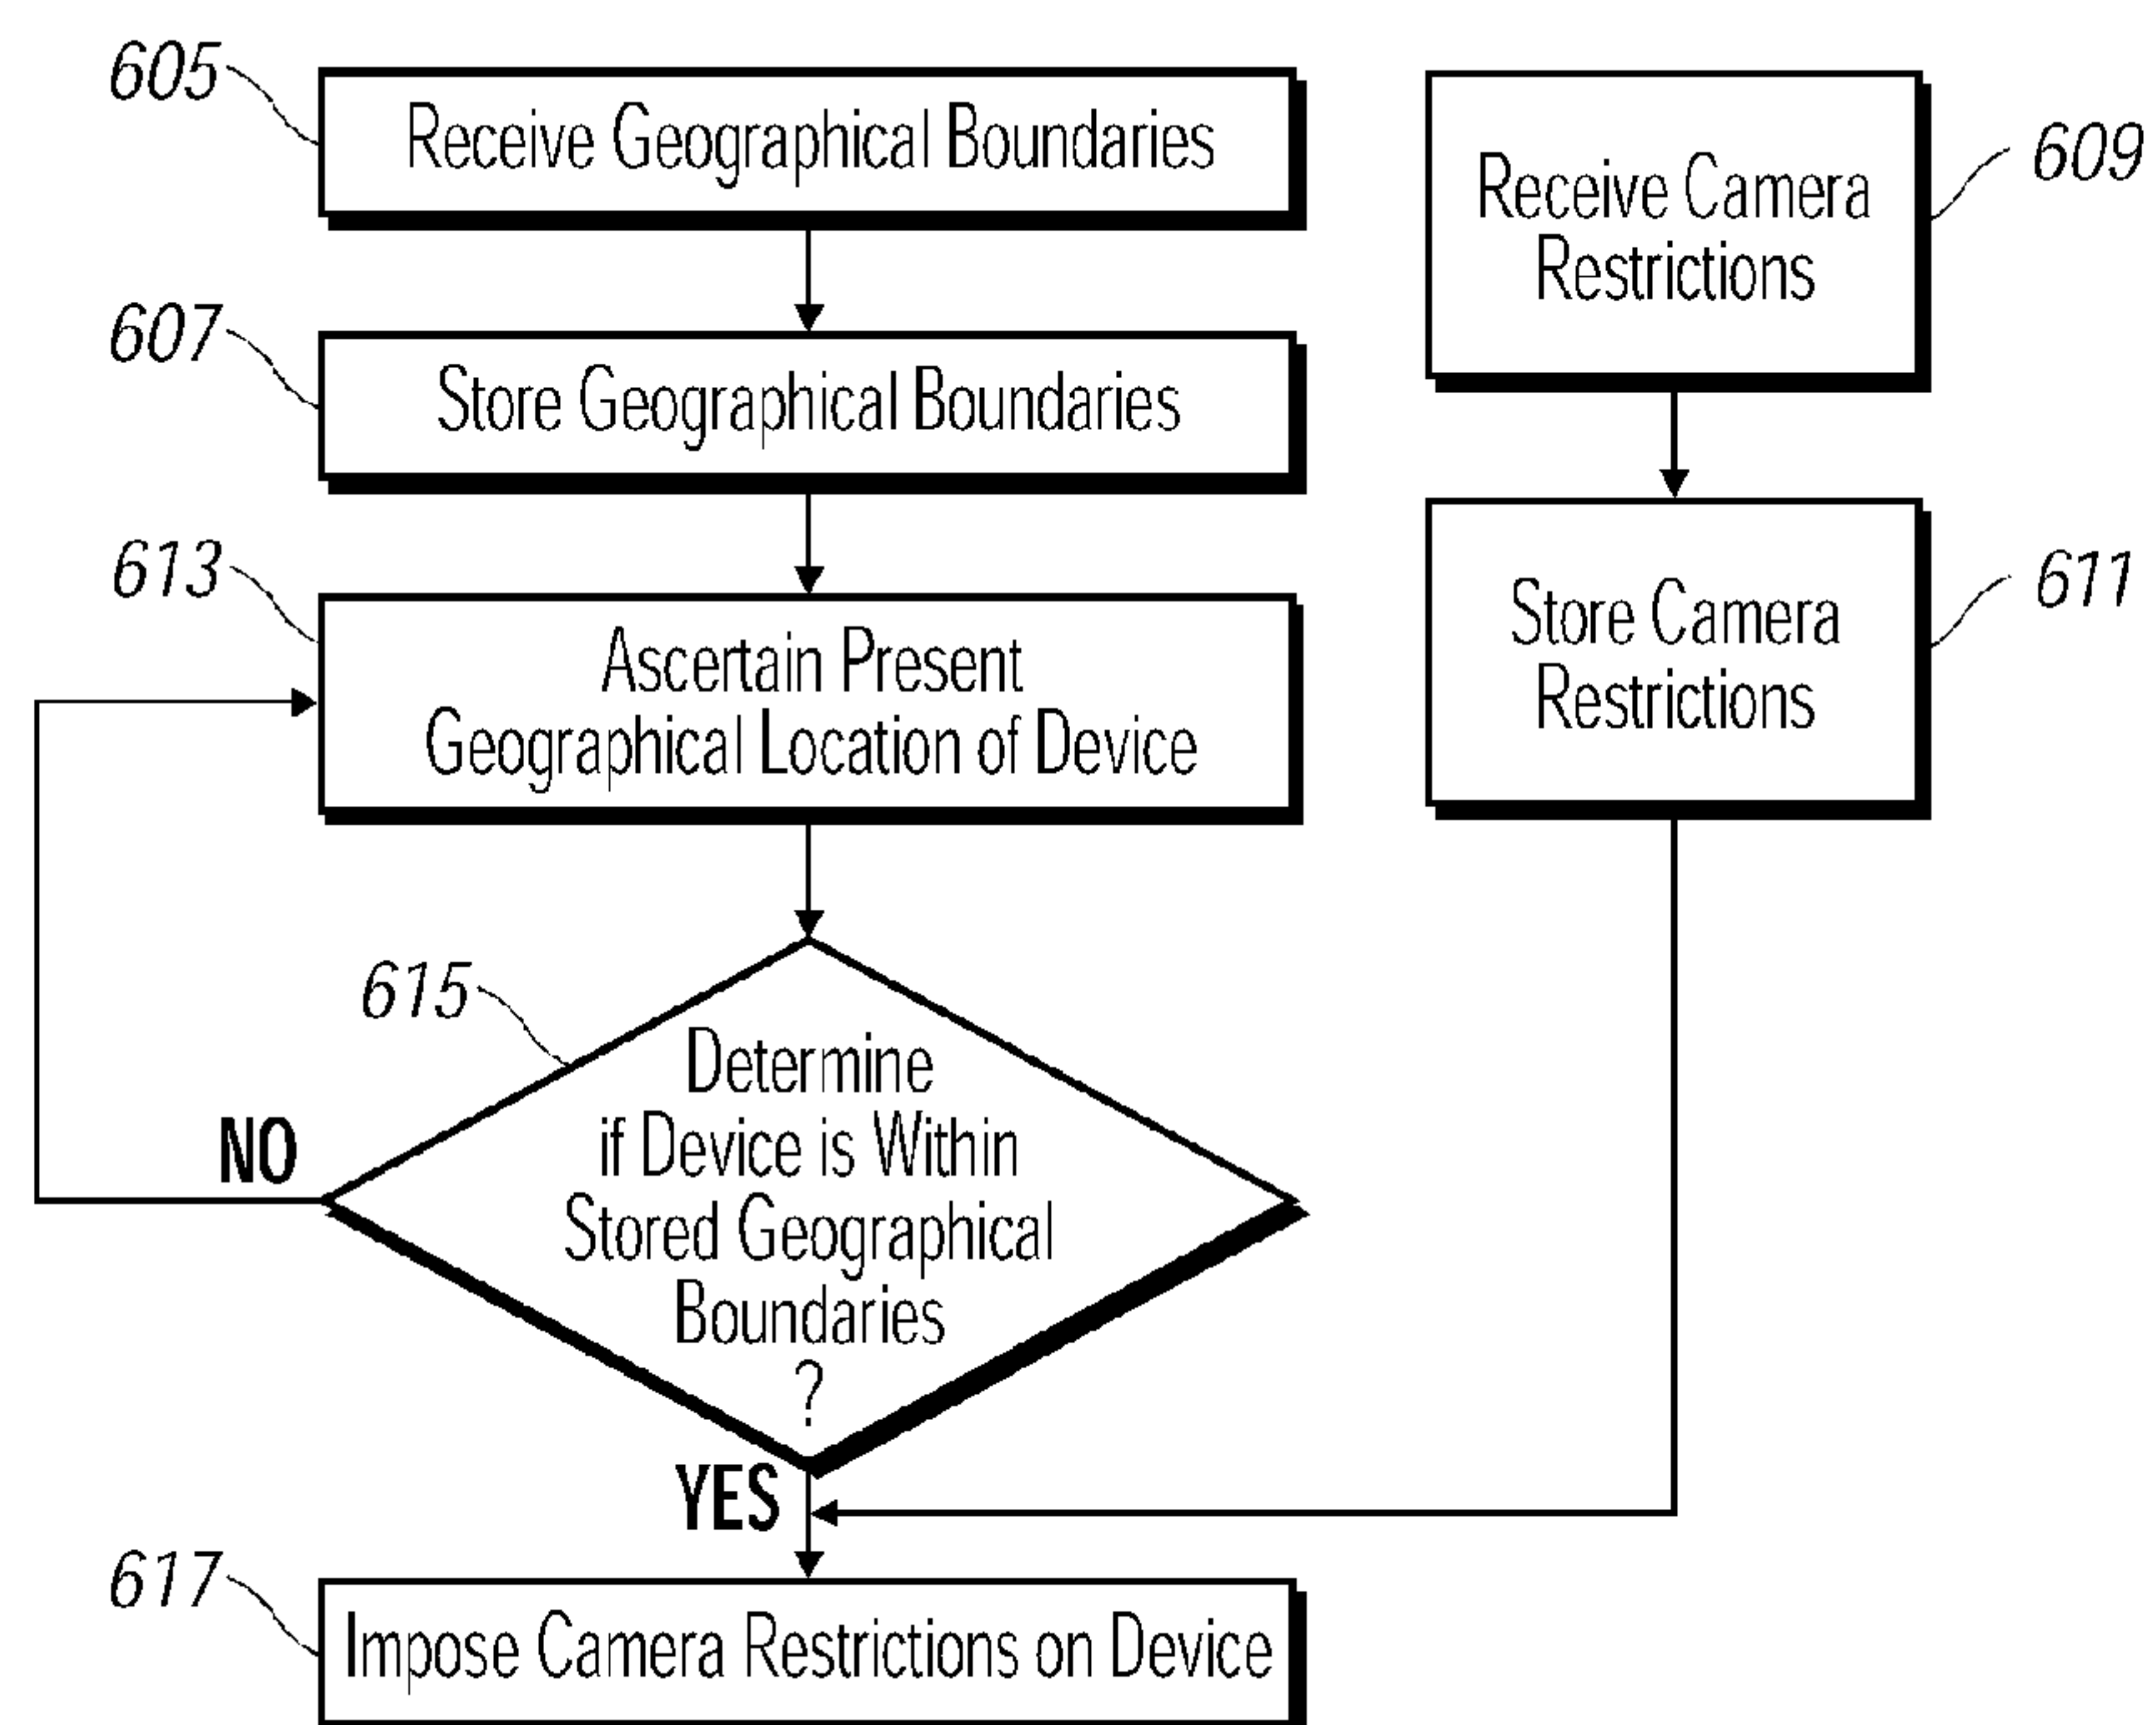 605
Receive Geographical Boundaries
607
Store Geographical Boundaries
613
Ascertain Present
Geographical Location of Device
615
Determine
if Device is Within
Stored Geographical
Boundaries
?
NO
YES
617
Impose Camera Restrictions on Device
609
Receive Camera
Restrictions
611
Store Camera
Restrictions